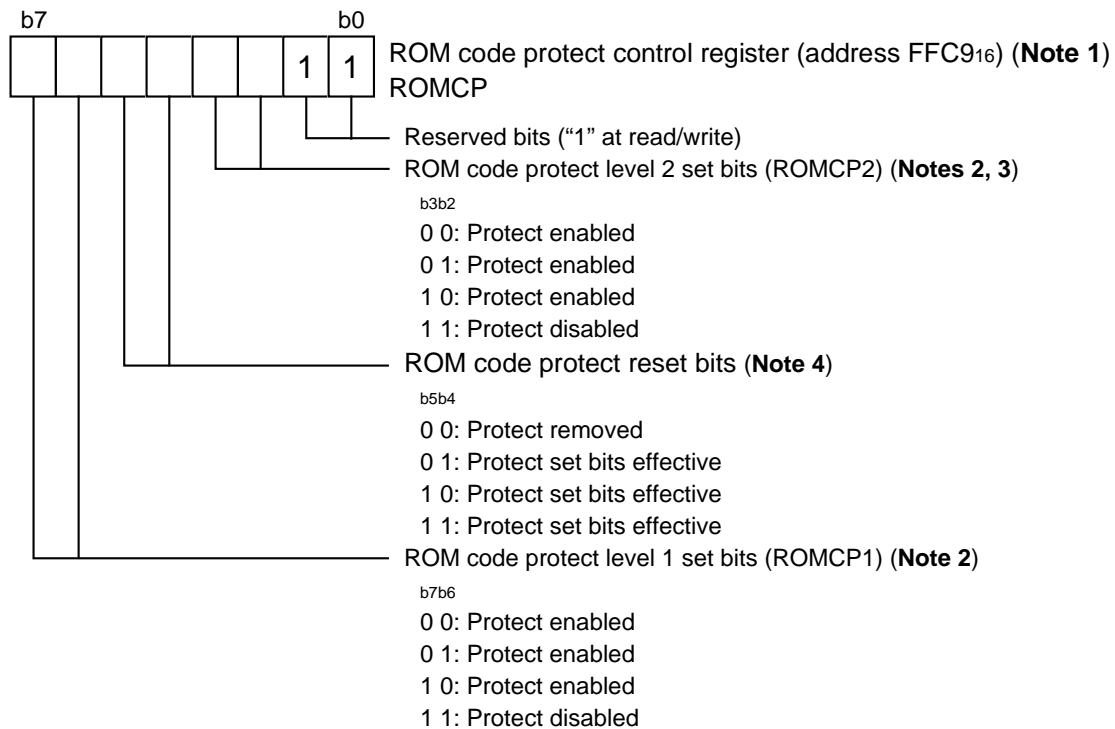 b7 b0
1 1 ROM code protect control register (address FFC916) (Note 1)
ROMCP
Reserved bits (“1” at read/write)
ROM code protect level 2 set bits (ROMCP2) (Notes 2, 3)
b3b2
0 0: Protect enabled
0 1: Protect enabled
1 0: Protect enabled
1 1: Protect disabled
ROM code protect reset bits (Note 4)
b5b4
0 0: Protect removed
0 1: Protect set bits effective
1 0: Protect set bits effective
1 1: Protect set bits effective
ROM code protect level 1 set bits (ROMCP1) (Note 2)
b7b6
0 0: Protect enabled
0 1: Protect enabled
1 0: Protect enabled
1 1: Protect disabled